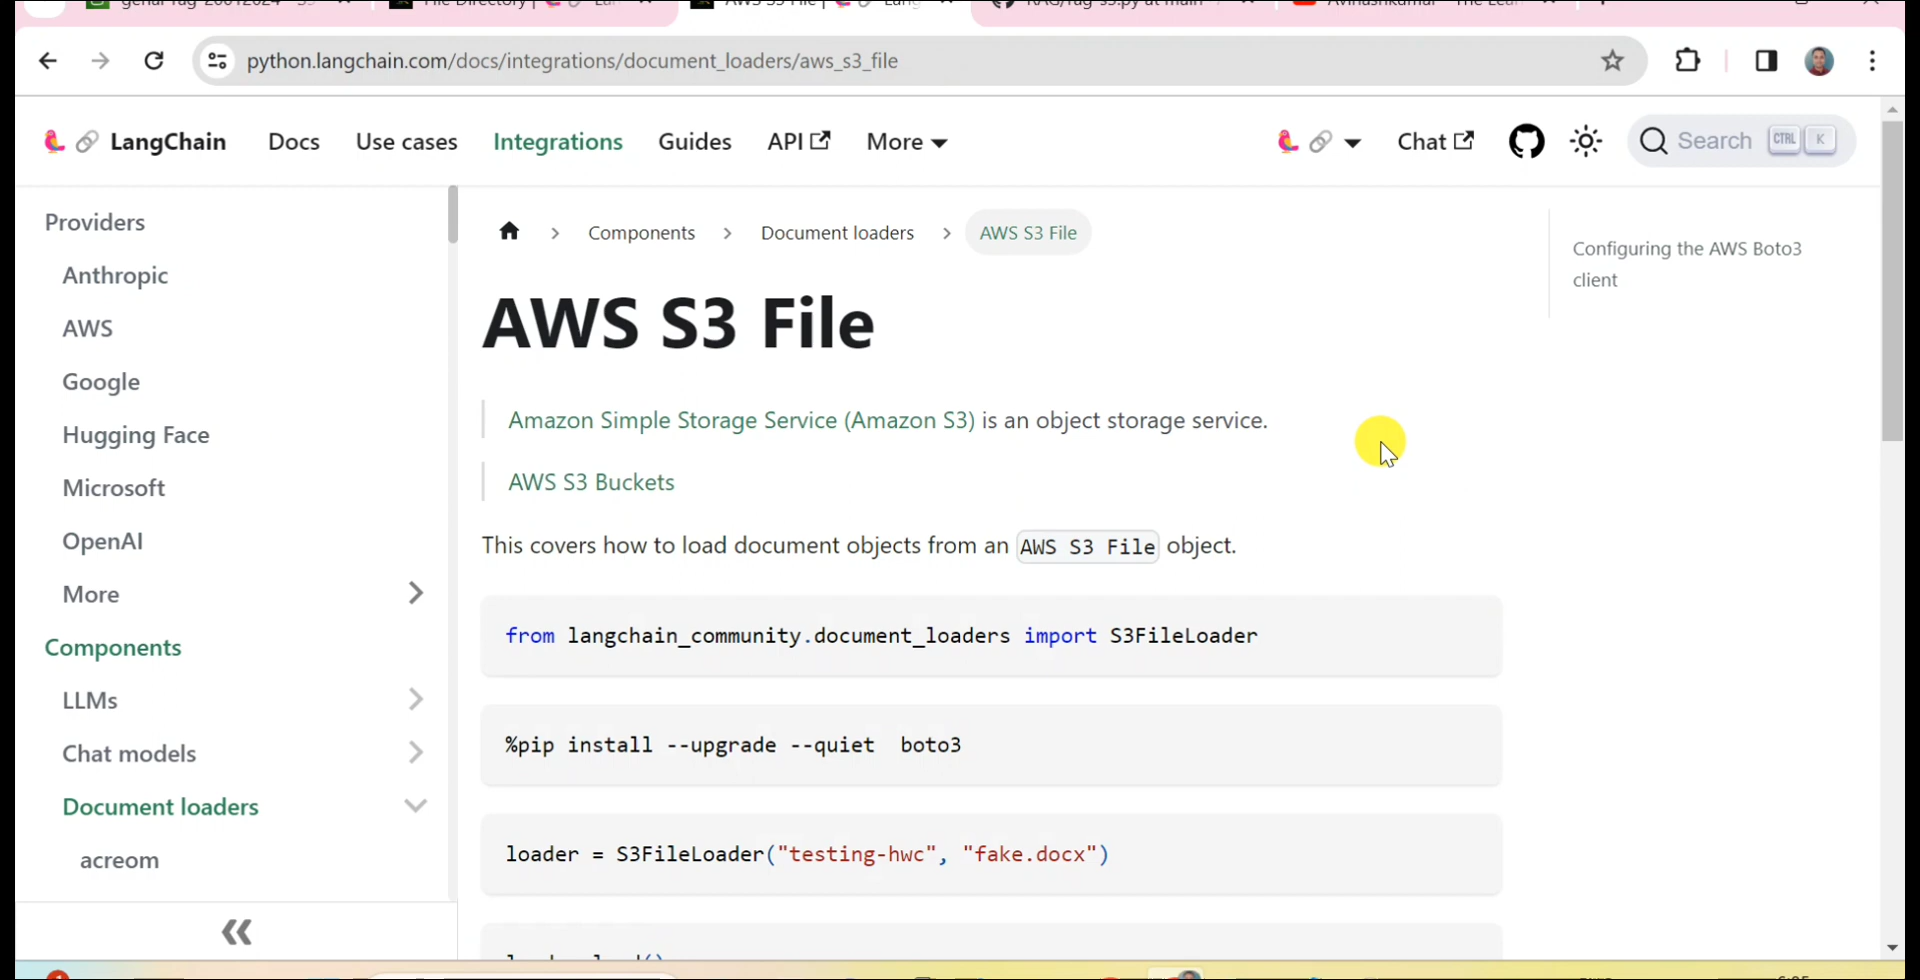 python.langchain.com/docs/integrations/document_loaders/aws_s3_file
LangChain Docs Use cases Integrations Guides API More Chat Search CTRL K
Providers
Anthropic
AWS
Google
Hugging Face
Microsoft
OpenAI
More
Components
LLMs
Chat models
Document loaders
acreom
Components Document loaders AWS S3 File
AWS S3 File
Amazon Simple Storage Service (Amazon S3) is an object storage service.
AWS S3 Buckets
This covers how to load document objects from an AWS S3 File object.
from langchain_community.document_loaders import S3FileLoader
%pip install --upgrade --quiet boto3
loader = S3FileLoader("testing-hwc", "fake.docx")
Configuring the AWS Boto3
client